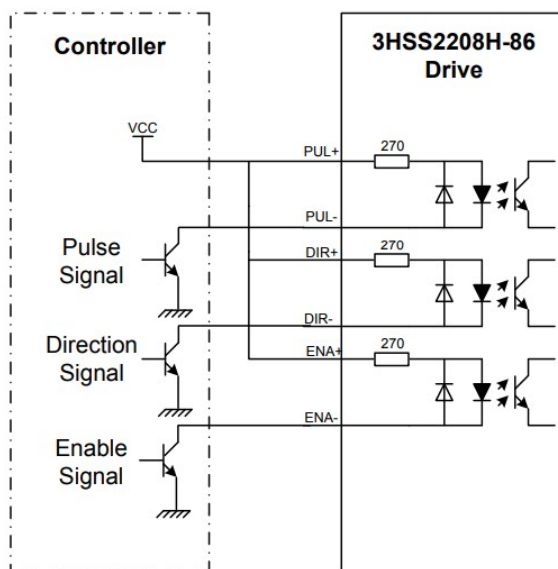 Controller
3HSS2208H-86
Drive
VCC
PUL+
270
PUL-
Pulse
Signal
DIR+
270
DIR-
Direction
Signal
ENA+
270
ENA-
Enable
Signal